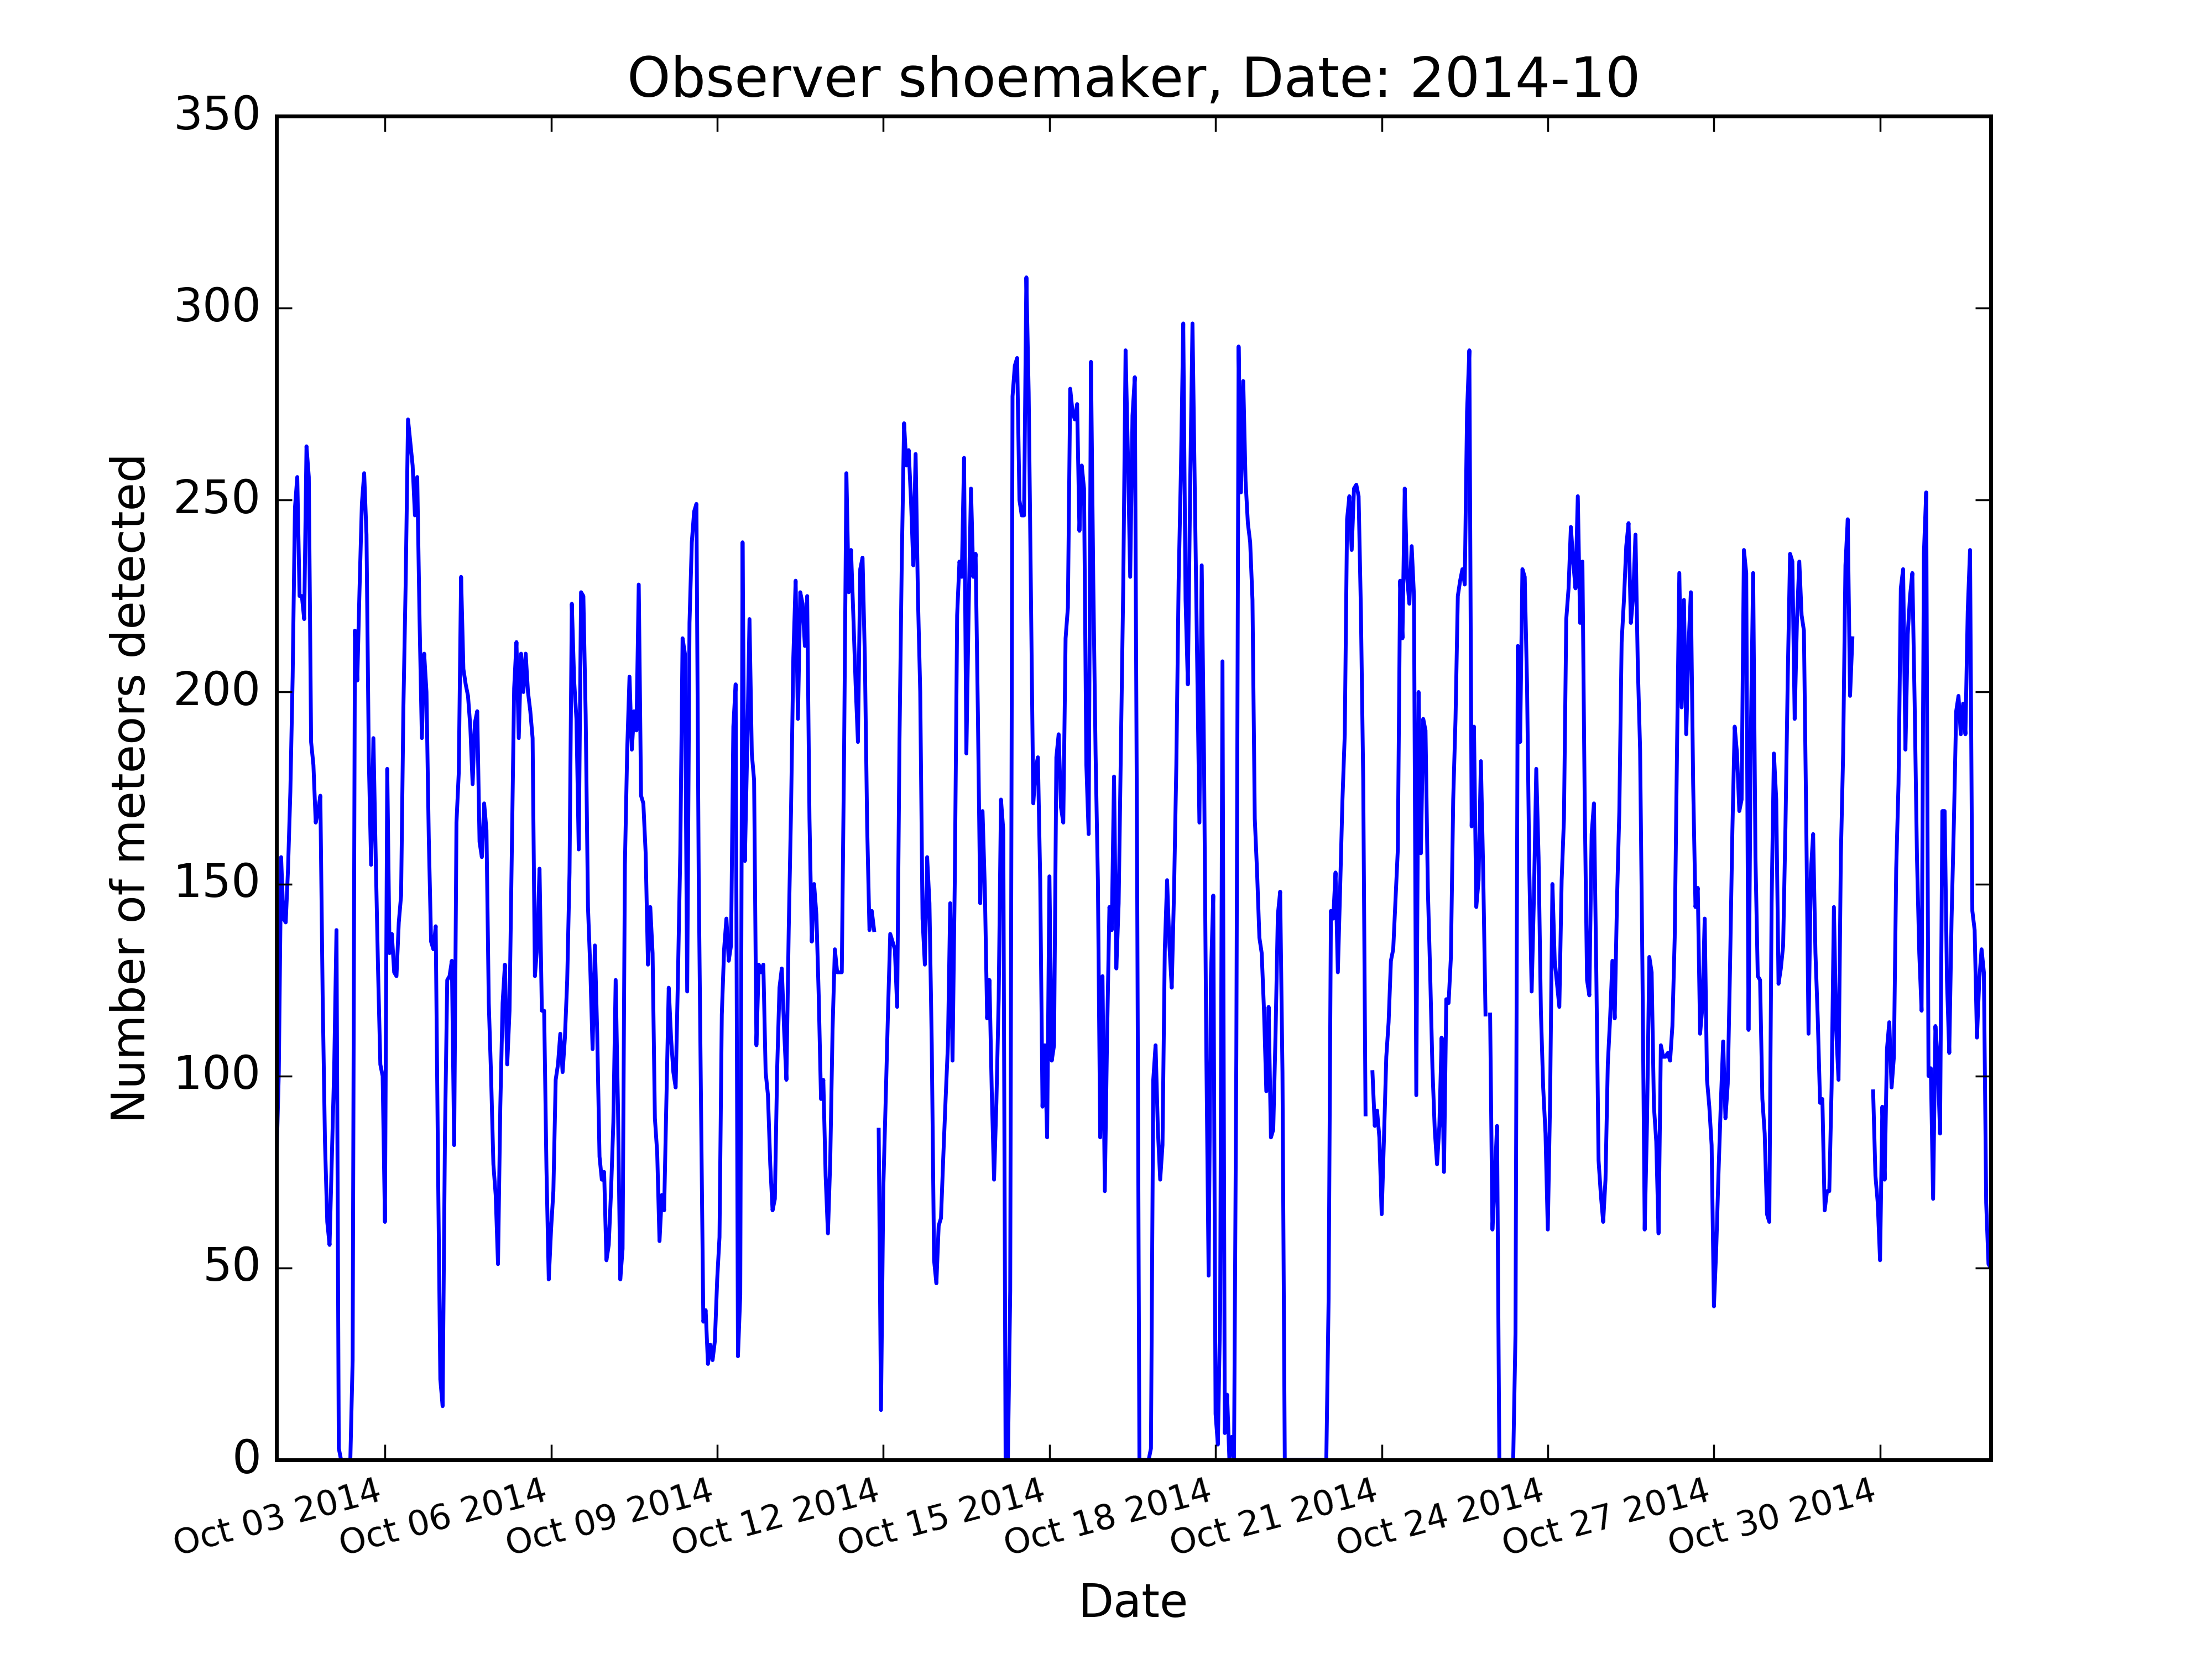 Observer shoemaker, Date: 2014-10
350
300
250
200
150
100
50
0
Number of meteors detected
Oct 03 2014
Oct 06 2014
Oct 09 2014
Oct 12 2014
Oct 15 2014
Oct 18 2014
Oct 21 2014
Oct 24 2014
Oct 27 2014
Oct 30 2014
Date